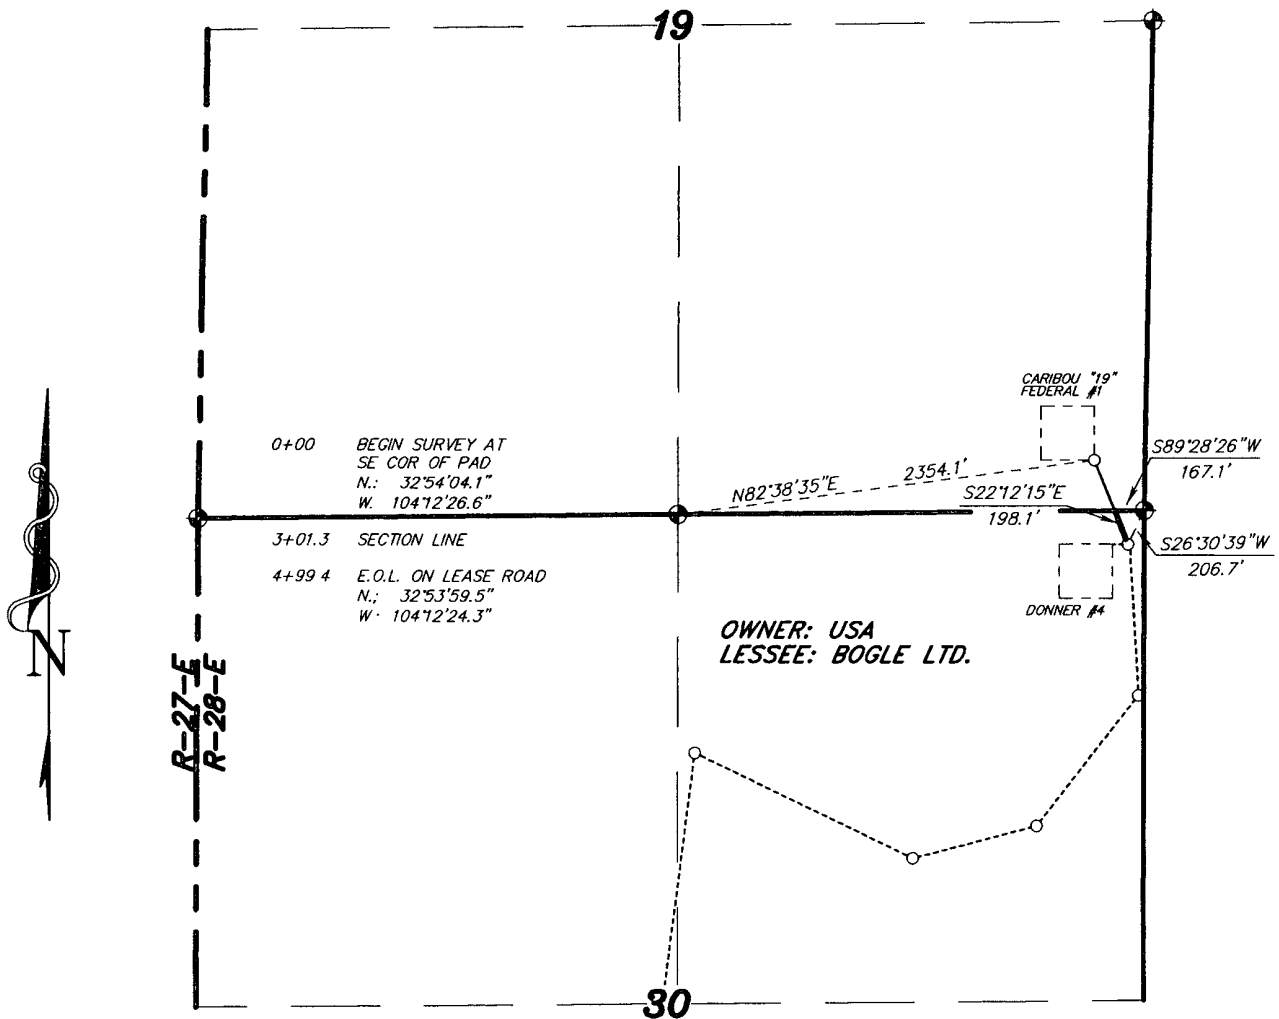 19
CARIBOU "19"
FEDERAL #1
0+00 BEGIN SURVEY AT
SE COR OF PAD
N.: 32°54'04.1"
W. 104°12'26.6"
S89°28'26"W
167.1'
N82°38'35"E 2354.1'
S22°12'15"E
198.1'
3+01.3 SECTION LINE
4+99 4 E.O.L. ON LEASE ROAD
N.; 32°53'59.5"
W· 104°12'24.3"
S26°30'39"W
206.7'
DONNER #4
OWNER: USA
LESSEE: BOGLE LTD.
N
R-27-E
R-28-E
30